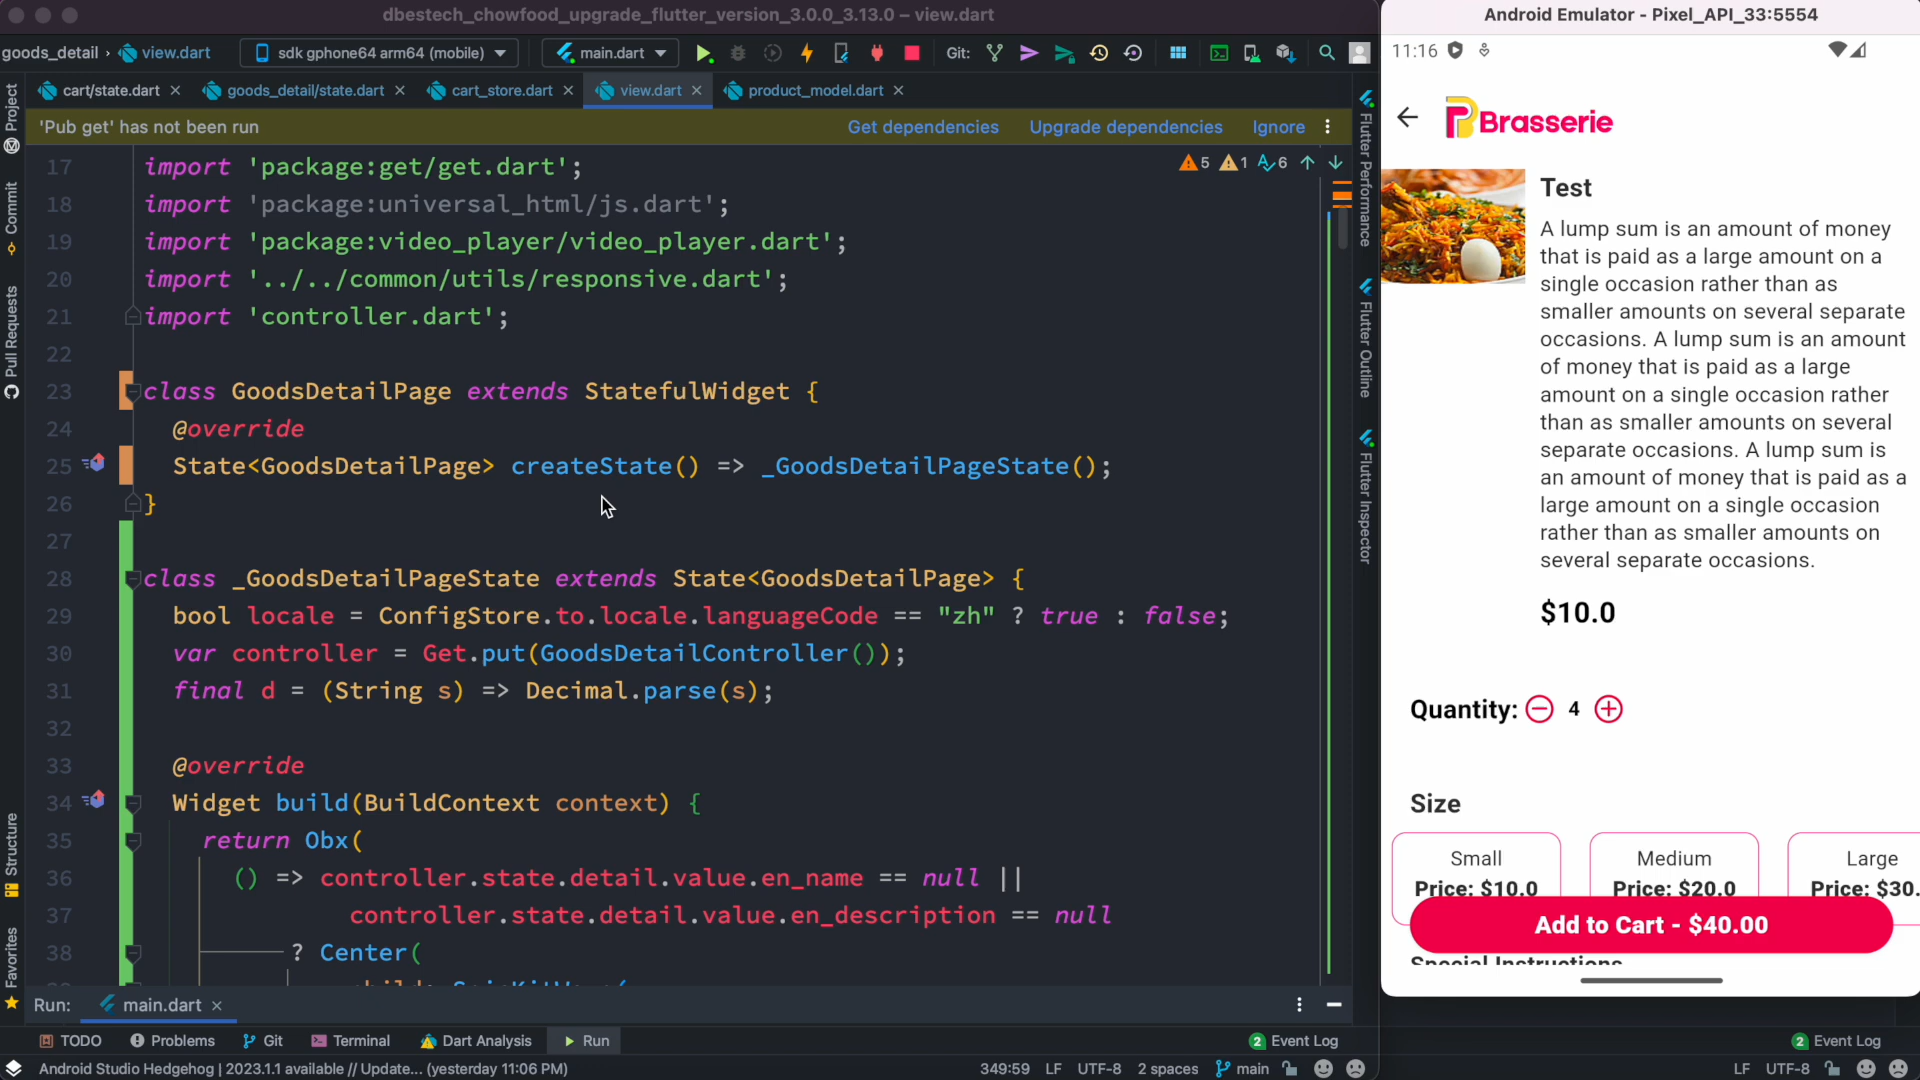 dbestech_chowfood_upgrade_flutter_version_3.0.0_3.13.0 – view.dart
goods_detail › view.dart
sdk gphone64 arm64 (mobile)
main.dart
Git:
cart/state.dart
goods_detail/state.dart
cart_store.dart
view.dart
product_model.dart
'Pub get' has not been run
Get dependencies
Upgrade dependencies
Ignore
5 1 6
17 import 'package:get/get.dart';
18 import 'package:universal_html/js.dart';
19 import 'package:video_player/video_player.dart';
20 import '../../common/utils/responsive.dart';
21 import 'controller.dart';
22
23 class GoodsDetailPage extends StatefulWidget {
24 @override
25 State<GoodsDetailPage> createState() => _GoodsDetailPageState();
26 }
27
28 class _GoodsDetailPageState extends State<GoodsDetailPage> {
29 bool locale = ConfigStore.to.locale.languageCode == "zh" ? true : false;
30 var controller = Get.put(GoodsDetailController());
31 final d = (String s) => Decimal.parse(s);
32
33 @override
34 Widget build(BuildContext context) {
35 return Obx(
36 () => controller.state.detail.value.en_name == null ||
37 controller.state.detail.value.en_description == null
38 ? Center(
Project
Commit
Pull Requests
Structure
Favorites
Flutter Performance
Flutter Outline
Flutter Inspector
Run: main.dart
TODO
Problems
Git
Terminal
Dart Analysis
Run
2 Event Log
Android Studio Hedgehog | 2023.1.1 available // Update... (yesterday 11:06 PM)
349:59 LF UTF-8 2 spaces main
Android Emulator - Pixel_API_33:5554
11:16
Brasserie
Test
A lump sum is an amount of money
that is paid as a large amount on a
single occasion rather than as
smaller amounts on several separate
occasions. A lump sum is an amount
of money that is paid as a large
amount on a single occasion rather
than as smaller amounts on several
separate occasions. A lump sum is
an amount of money that is paid as a
large amount on a single occasion
rather than as smaller amounts on
several separate occasions.
$10.0
Quantity: 4
Size
Small
Price: $10.0
Medium
Price: $20.0
Large
Price: $30.
Add to Cart - $40.00
Special Instructions
2 Event Log
LF UTF-8